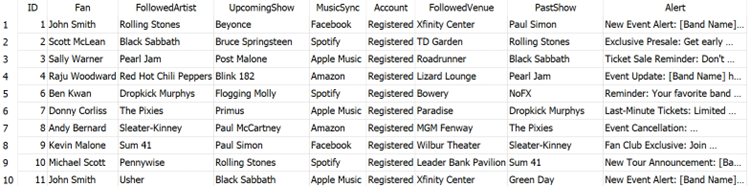 ID Fan FollowedArtist UpcomingShow MusicSync Account FollowedVenue PastShow Alert
1 1 John Smith Rolling Stones Beyonce Facebook Registered Xfinity Center Paul Simon New Event Alert: [Band Name]...
2 2 Scott McLean Black Sabbath Bruce Springsteen Spotify Registered TD Garden Rolling Stones Exclusive Presale: Get early ...
3 3 Sally Warner Pearl Jam Post Malone Apple Music Registered Roadrunner Black Sabbath Ticket Sale Reminder: Don't ...
4 4 Raju Woodward Red Hot Chili Peppers Blink 182 Amazon Registered Lizard Lounge Pearl Jam Event Update: [Band Name] h...
5 6 Ben Kwan Dropkick Murphys Flogging Molly Spotify Registered Bowery NoFX Reminder: Your favorite band ...
6 7 Donny Corliss The Pixies Primus Apple Music Registered Paradise Dropkick Murphys Last-Minute Tickets: Limited ...
7 8 Andy Bernard Sleater-Kinney Paul McCartney Amazon Registered MGM Fenway The Pixies Event Cancellation: ...
8 9 Kevin Malone Sum 41 Paul Simon Facebook Registered Wilbur Theater Sleater-Kinney Fan Club Exclusive: Join ...
9 10 Michael Scott Pennywise Rolling Stones Spotify Registered Leader Bank Pavilion Sum 41 New Tour Announcement: [Ba...
10 11 John Smith Usher Black Sabbath Apple Music Registered Xfinity Center Green Day New Event Alert: [Band Name]...